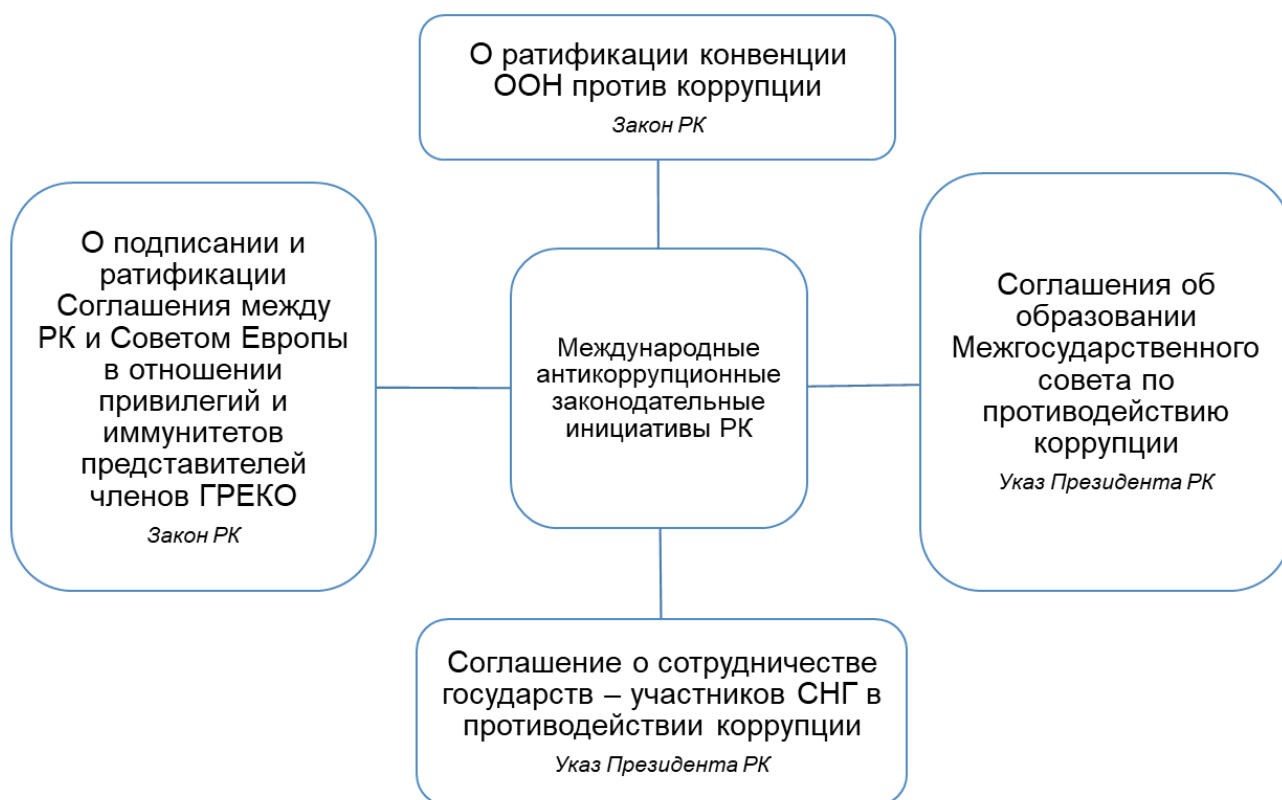 О ратификации конвенции
ООН против коррупции
Закон РК
О подписании и
ратификации
Соглашения между
РК и Советом Европы
в отношении
привилегий и
иммунитетов
представителей
членов ГРЕКО
Закон РК
Международные
антикоррупционные
законодательные
инициативы РК
Соглашения об
образовании
Межгосударственного
совета по
противодействию
коррупции
Указ Президента РК
Соглашение о сотрудничестве
государств – участников СНГ в
противодействии коррупции
Указ Президента РК